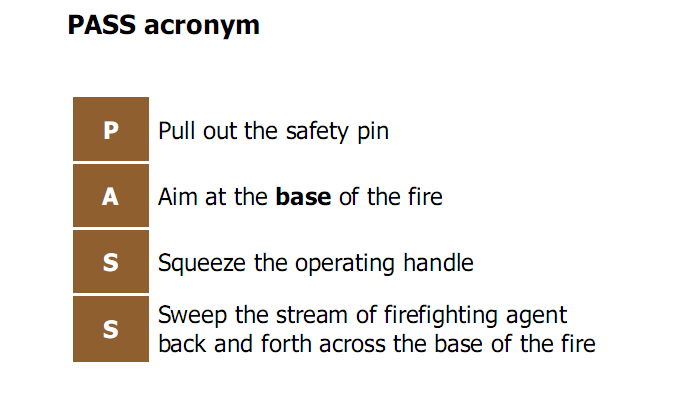 PASS acronym
P Pull out the safety pin
A Aim at the base of the fire
S Squeeze the operating handle
S Sweep the stream of firefighting agent
back and forth across the base of the fire